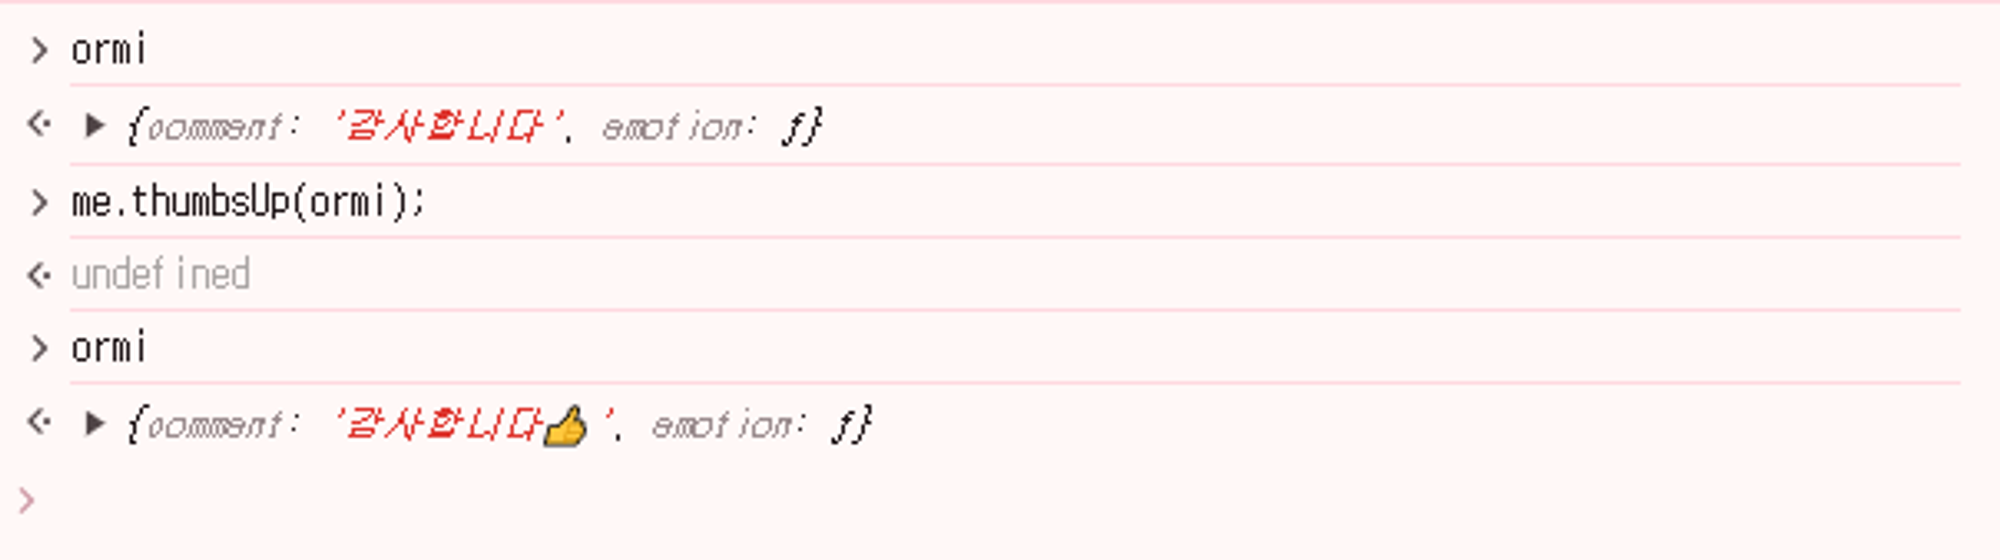 > ormi
<· ▶ {comment: '감사합니다', emotion: ƒ}
> me.thumbsUp(ormi);
<· undefined
> ormi
<· ▶ {comment: '감사합니다👍', emotion: ƒ}
>